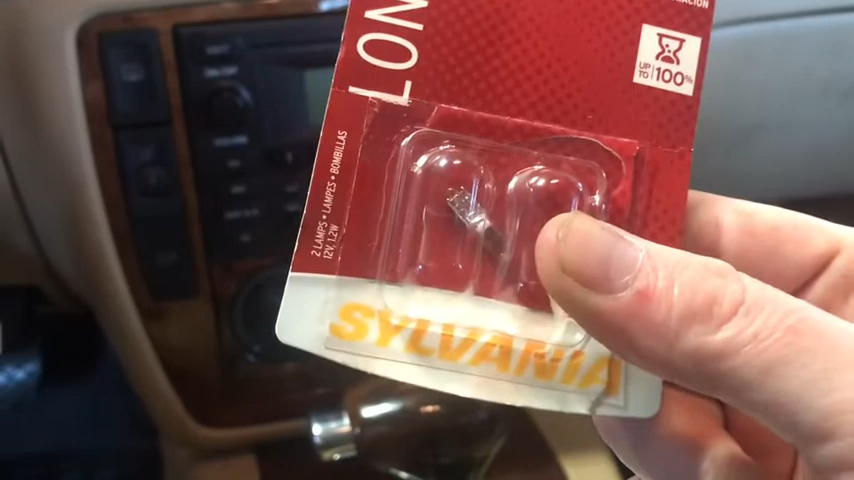 LON
UP TO 100%
2 LAMPS • LAMPES • BOMBILLAS
12V, 1.2W
SYLVANIA